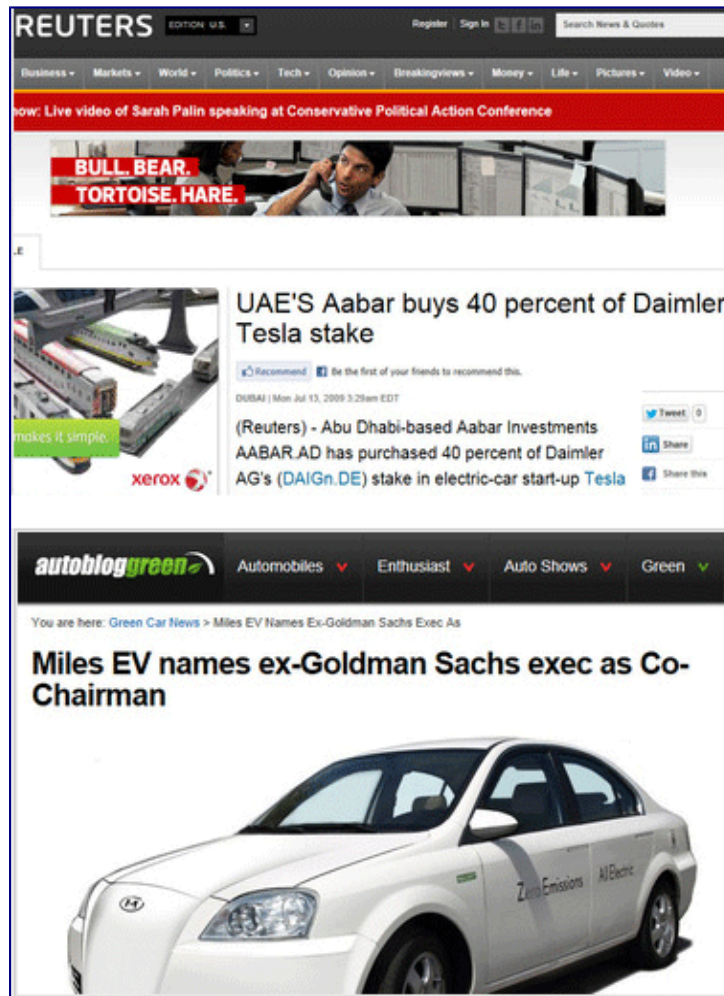 REUTERS EDITION U.S. Register Sign In Search News & Quotes
Business Markets World Politics Tech Opinion Breakingviews Money Life Pictures Video
now: Live video of Sarah Palin speaking at Conservative Political Action Conference
BULL. BEAR.
TORTOISE. HARE.
LE
UAE'S Aabar buys 40 percent of Daimler
Tesla stake
Recommend Be the first of your friends to recommend this.
DUBAI | Mon Jul 13, 2009 3:29am EDT
(Reuters) - Abu Dhabi-based Aabar Investments
AABAR.AD has purchased 40 percent of Daimler
AG's (DAIGn.DE) stake in electric-car start-up Tesla
Tweet 0
in Share
Share this
makes it simple.
xerox
autobloggreen Automobiles Enthusiast Auto Shows Green
You are here: Green Car News > Miles EV Names Ex-Goldman Sachs Exec As
Miles EV names ex-Goldman Sachs exec as Co-
Chairman
Zero Emissions All Electric